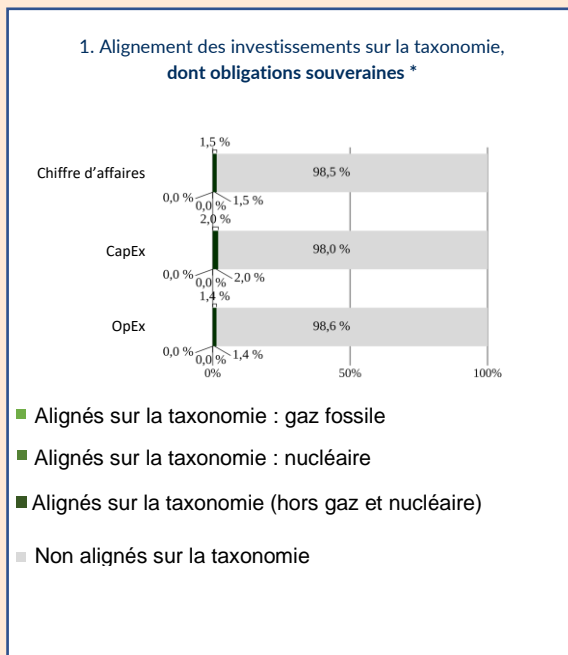 1. Alignement des investissements sur la taxonomie,
dont obligations souveraines *
1,5 %
Chiffre d'affaires
98,5 %
0,0 %
0,0 %
1,5 %
2,0 %
CapEx
98,0 %
0,0 %
0,0 %
2,0 %
1,4 %
OpEx
98,6 %
0,0 %
0,0 %
1,4 %
0%
50%
100%
Alignés sur la taxonomie : gaz fossile
Alignés sur la taxonomie : nucléaire
Alignés sur la taxonomie (hors gaz et nucléaire)
Non alignés sur la taxonomie